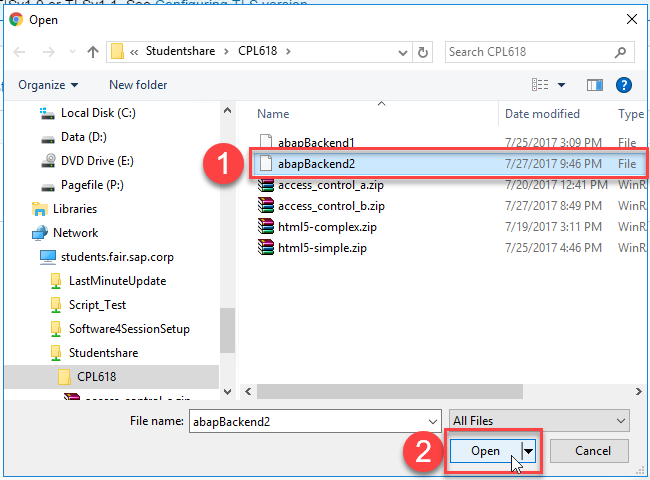 TLSv1.0 or TLSv1.1. See Configuring TLS version
Open
« Studentshare > CPL618 >
Search CPL618
Organize
New folder
?
Name
Date modified
Type
Local Disk (C:)
Data (D:)
DVD Drive (E:)
Pagefile (P:)
Libraries
Network
students.fair.sap.corp
LastMinuteUpdate
Script_Test
Software4SessionSetup
Studentshare
CPL618
access_control_a.zip
abapBackend1 7/25/2017 3:09 PM File
1
abapBackend2 7/27/2017 9:46 PM File
access_control_a.zip 7/20/2017 12:41 PM WinR
access_control_b.zip 7/27/2017 8:49 PM WinR
html5-complex.zip 7/19/2017 3:11 PM WinR
html5-simple.zip 7/25/2017 4:46 PM WinR
File name: abapBackend2
All Files
2
Open
Cancel